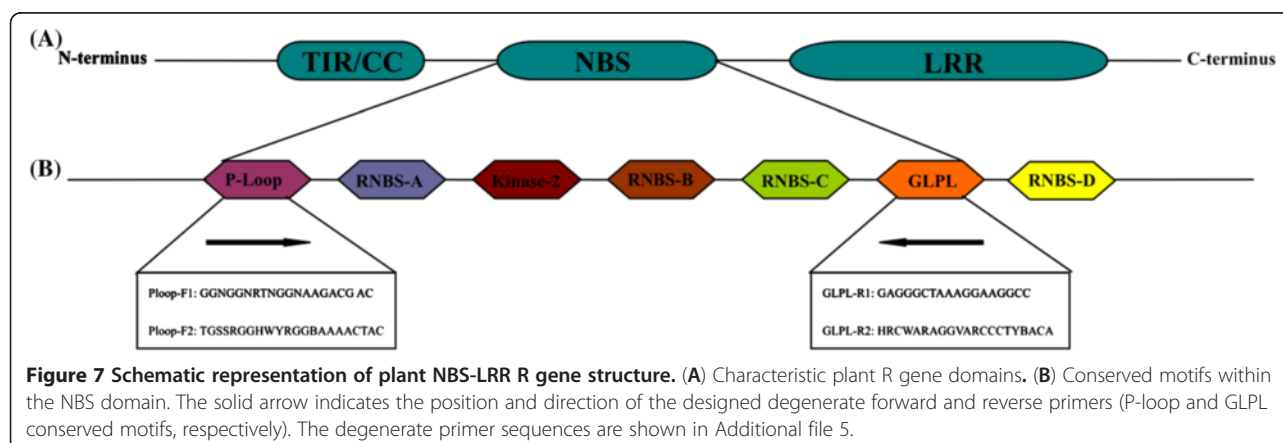 (A)
N-terminus
TIR/CC
NBS
LRR
C-terminus
(B)
P-Loop
RNBS-A
Kinase-2
RNBS-B
RNBS-C
GLPL
RNBS-D
Ploop-F1: GGNGGNRTNGGNAAGACG AC
Ploop-F2: TGSSRGGHWYRGGBAAAACTAC
GLPL-R1: GAGGGCTAAAGGAAGGCC
GLPL-R2: HRCWARAGGVARCCCTYBACA
Figure 7 Schematic representation of plant NBS-LRR R gene structure. (A) Characteristic plant R gene domains. (B) Conserved motifs within
the NBS domain. The solid arrow indicates the position and direction of the designed degenerate forward and reverse primers (P-loop and GLPL
conserved motifs, respectively). The degenerate primer sequences are shown in Additional file 5.